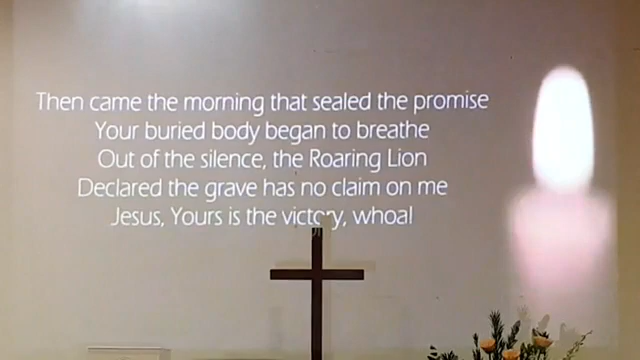 Then came the morning that sealed the promise
Your buried body began to breathe
Out of the silence, the Roaring Lion
Declared the grave has no claim on me
Jesus, Yours is the victory, whoa!